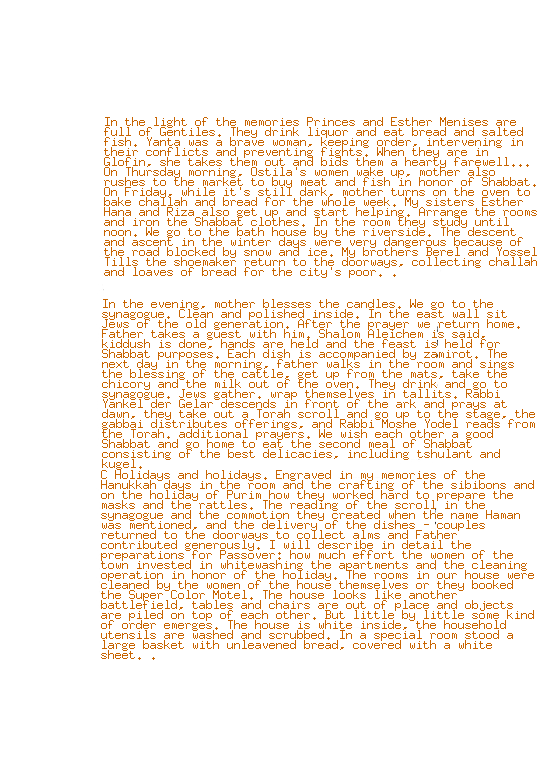 In the light of the memories Princes and Esther Menises are
full of Gentiles. They drink liquor and eat bread and salted
fish. Yanta was a brave woman, keeping order, intervening in
their conflicts and preventing fights. When they are in
Glofin, she takes them out and bids them a hearty farewell...
On Thursday morning, Ostila's women wake up, mother also
rushes to the market to buy meat and fish in honor of Shabbat.
On Friday, while it's still dark, mother turns on the oven to
bake challah and bread for the whole week. My sisters Esther
Hana and Riza also get up and start helping. Arrange the rooms
and iron the Shabbat clothes. In the room they study until
noon. We go to the bath house by the riverside. The descent
and ascent in the winter days were very dangerous because of
the road blocked by snow and ice. My brothers Berel and Yossel
Tills the shoemaker return to the doorways, collecting challah
and loaves of bread for the city's poor. .
In the evening, mother blesses the candles. We go to the
synagogue. Clean and polished inside. In the east wall sit
Jews of the old generation. After the prayer we return home.
Father takes a guest with him. Shalom Aleichem is said,
kiddush is done, hands are held and the feast is held for
Shabbat purposes. Each dish is accompanied by zamirot. The
next day in the morning, father walks in the room and sings
the blessing of the cattle, get up from the mats, take the
chicory and the milk out of the oven. They drink and go to
synagogue. Jews gather, wrap themselves in tallits. Rabbi
Yankel der Gelar descends in front of the ark and prays at
dawn, they take out a Torah scroll and go up to the stage, the
gabbai distributes offerings, and Rabbi Moshe Yodel reads from
the Torah, additional prayers. We wish each other a good
Shabbat and go home to eat the second meal of Shabbat
consisting of the best delicacies, including tshulant and
kugel.
C Holidays and holidays. Engraved in my memories of the
Hanukkah days in the room and the crafting of the sibibons and
on the holiday of Purim how they worked hard to prepare the
masks and the rattles. The reading of the scroll in the
synagogue and the commotion they created when the name Haman
was mentioned, and the delivery of the dishes - couples
returned to the doorways to collect alms and Father
contributed generously. I will describe in detail the
preparations for Passover: how much effort the women of the
town invested in whitewashing the apartments and the cleaning
operation in honor of the holiday. The rooms in our house were
cleaned by the women of the house themselves or they booked
the Super Color Motel. The house looks like another
battlefield, tables and chairs are out of place and objects
are piled on top of each other. But little by little some kind
of order emerges. The house is white inside, the household
utensils are washed and scrubbed. In a special room stood a
large basket with unleavened bread, covered with a white
sheet. .